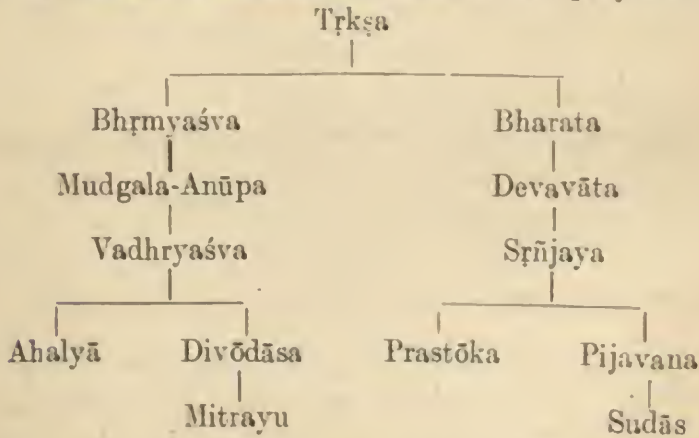 Tṛkṣa
Bhṛmyaśva Bharata
Mudgala-Anūpa Devavāta
Vadhryaśva Sṛñjaya
Ahalyā Divōdāsa Prastōka Pijavana
Mitrayu Sudās